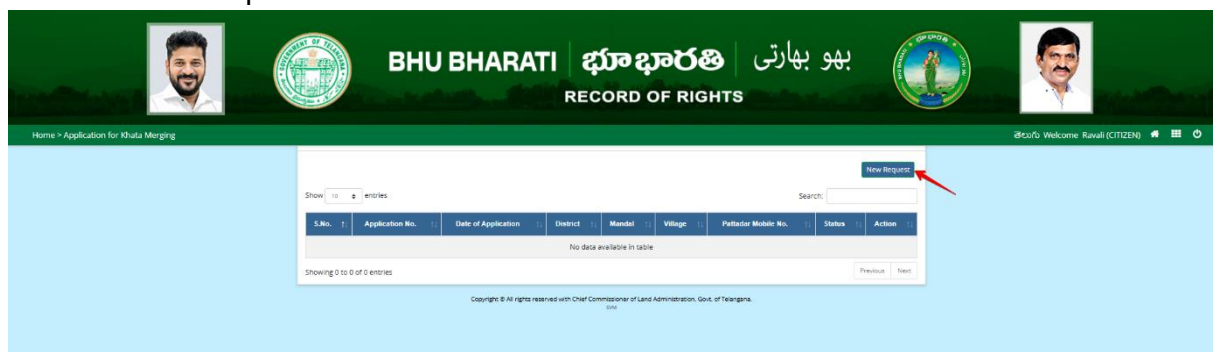 BHU BHARATI భూ భారతి بھو بھارتی
RECORD OF RIGHTS
Home > Application for Khata Merging
తెలుగు Welcome Ravali (CITIZEN)
New Request
Show 10 entries
Search:
S.No. Application No. Date of Application District Mandal Village Pattadar Mobile No. Status Action
No data available in table
Showing 0 to 0 of 0 entries
Previous Next
Copyright © All rights reserved with Chief Commissioner of Land Administration, Govt. of Telangana.